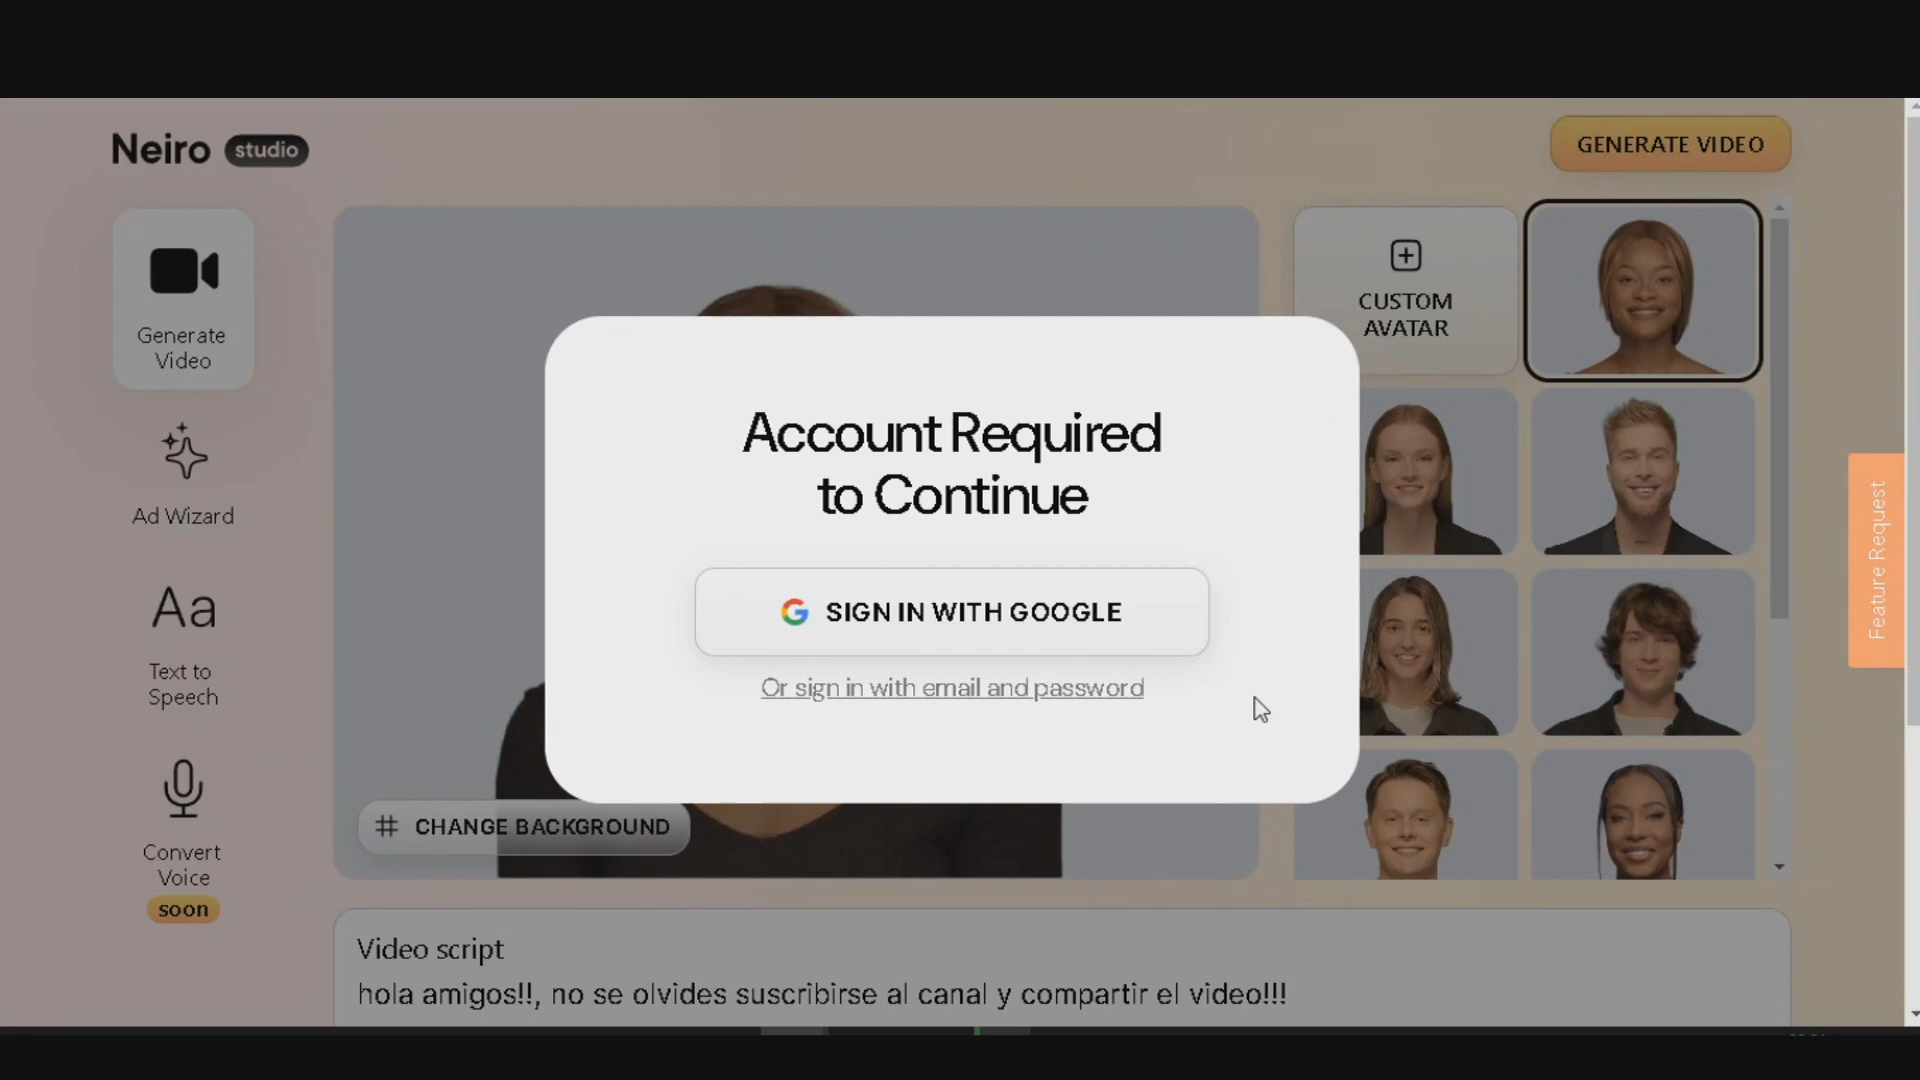 Neiro studio
GENERATE VIDEO
Generate
Video
Ad Wizard
Aa
Text to
Speech
Convert
Voice
soon
CUSTOM
AVATAR
Account Required
to Continue
SIGN IN WITH GOOGLE
Or sign in with email and password
CHANGE BACKGROUND
Feature Request
Video script
hola amigos!!, no se olvides suscribirse al canal y compartir el video!!!